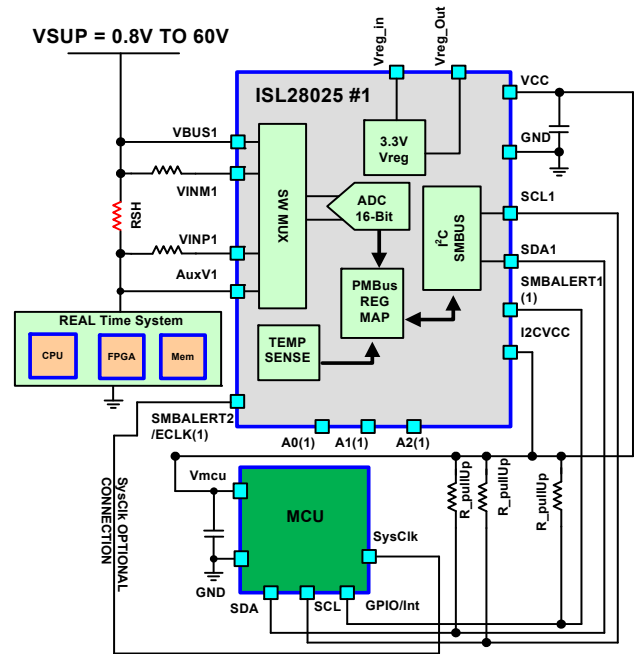 VSUP = 0.8V TO 60V
Vreg_in
Vreg_Out
ISL28025 #1
VCC
3.3V
Vreg
GND
VBUS1
VINM1
RSH
VINP1
AuxV1
SW MUX
ADC
16-Bit
I²C
SMBUS
SCL1
SDA1
SMBALERT1
(1)
I2CVCC
PMBus
REG
MAP
TEMP
SENSE
REAL Time System
CPU
FPGA
Mem
SMBALERT2
/ECLK(1)
A0(1)
A1(1)
A2(1)
SysClk OPTIONAL
CONNECTION
Vmcu
MCU
SysClk
GND
SDA
SCL
GPIO/Int
R_pullUp
R_pullUp
R_pullUp